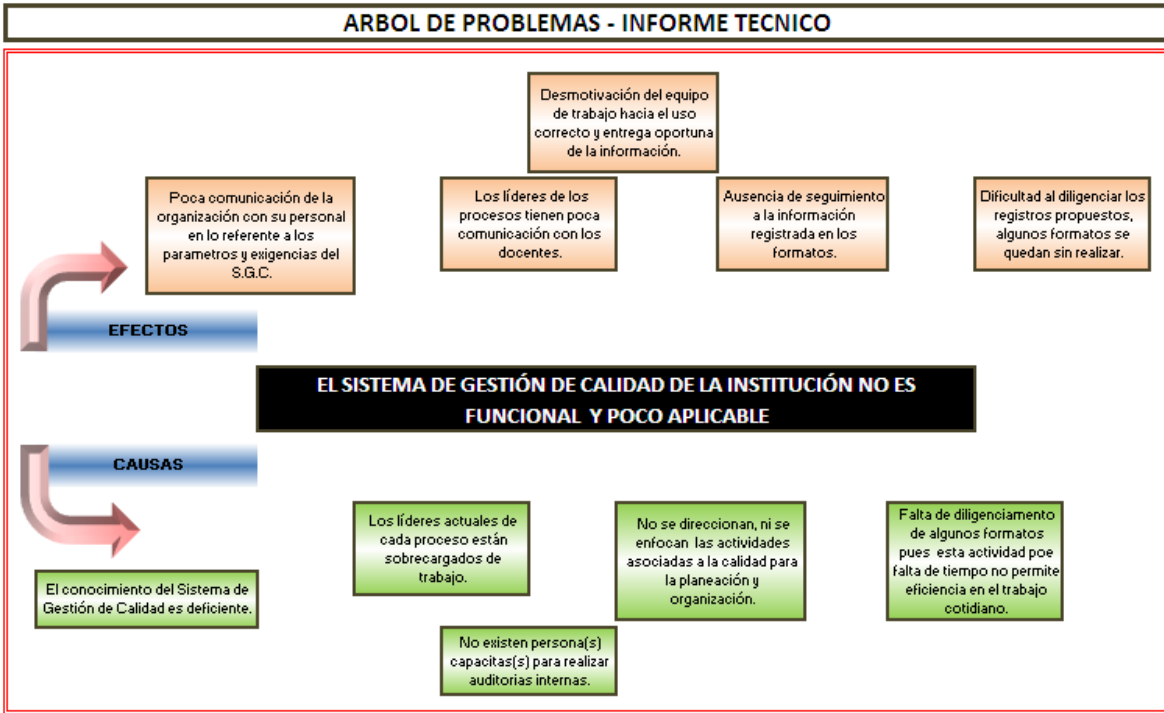 ARBOL DE PROBLEMAS - INFORME TECNICO
Desmotivación del equipo
de trabajo hacia el uso
correcto y entrega oportuna
de la información.
Poca comunicación de la
organización con su personal
en lo referente a los
parametros y exigencias del
S.G.C.
Los líderes de los
procesos tienen poca
comunicación con los
docentes.
Ausencia de seguimiento
a la información
registrada en los
formatos.
Dificultad al diligenciar los
registros propuestos,
algunos formatos se
quedan sin realizar.
EFECTOS
EL SISTEMA DE GESTIÓN DE CALIDAD DE LA INSTITUCIÓN NO ES
FUNCIONAL Y POCO APLICABLE
CAUSAS
El conocimiento del Sistema de
Gestión de Calidad es deficiente.
Los líderes actuales de
cada proceso están
sobrecargados de
trabajo.
No se direccionan, ni se
enfocan las actividades
asociadas a la calidad para
la planeación y
organización.
Falta de diligenciamento
de algunos formatos
pues esta actividad poe
falta de tiempo no permite
eficiencia en el trabajo
cotidiano.
No existen persona(s)
capacitas(s) para realizar
auditorias internas.